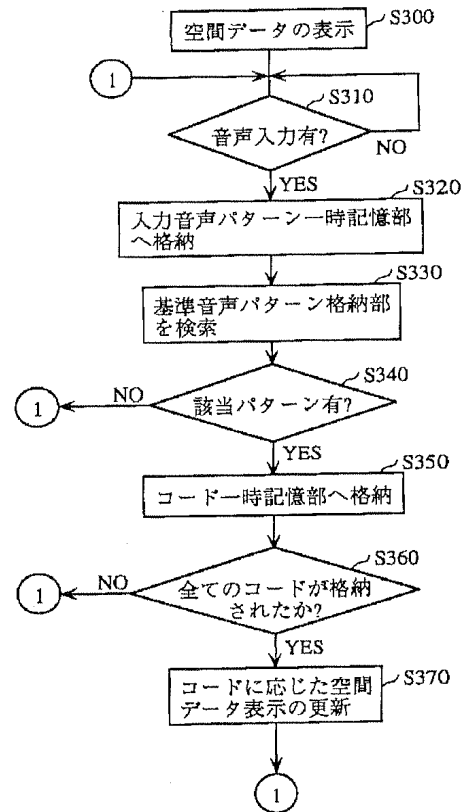 空間データの表示
S300
1
S310
音声入力有?
NO
YES
S320
入力音声パターン一時記憶部
へ格納
S330
基準音声パターン格納部
を検索
S340
NO
1
該当パターン有?
YES
S350
コード一時記憶部へ格納
S360
NO
1
全てのコードが格納
されたか?
YES
S370
コードに応じた空間
データ表示の更新
1